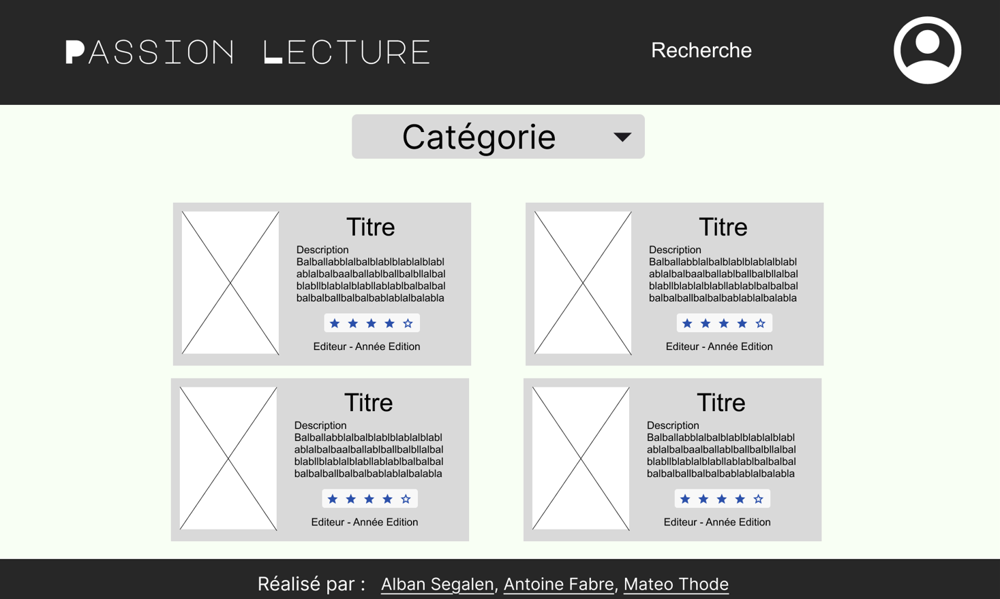 PASSION LECTURE
Recherche
Catégorie
Titre
Description
Balballabblalbalblablblablalblabl
ablalbalbaalballablballbalbllalbal
blabllblablalblabllablablbalbalbal
balbalballbalbalbablablalbalabla
Editeur - Année Edition
Titre
Description
Balballabblalbalblablblablalblabl
ablalbalbaalballablballbalbllalbal
blabllblablalblabllablablbalbalbal
balbalballbalbalbablablalbalabla
Editeur - Année Edition
Titre
Description
Balballabblalbalblablblablalblabl
ablalbalbaalballablballbalbllalbal
blabllblablalblabllablablbalbalbal
balbalballbalbalbablablalbalabla
Editeur - Année Edition
Titre
Description
Balballabblalbalblablblablalblabl
ablalbalbaalballablballbalbllalbal
blabllblablalblabllablablbalbalbal
balbalballbalbalbablablalbalabla
Editeur - Année Edition
Réalisé par : Alban Segalen, Antoine Fabre, Mateo Thode